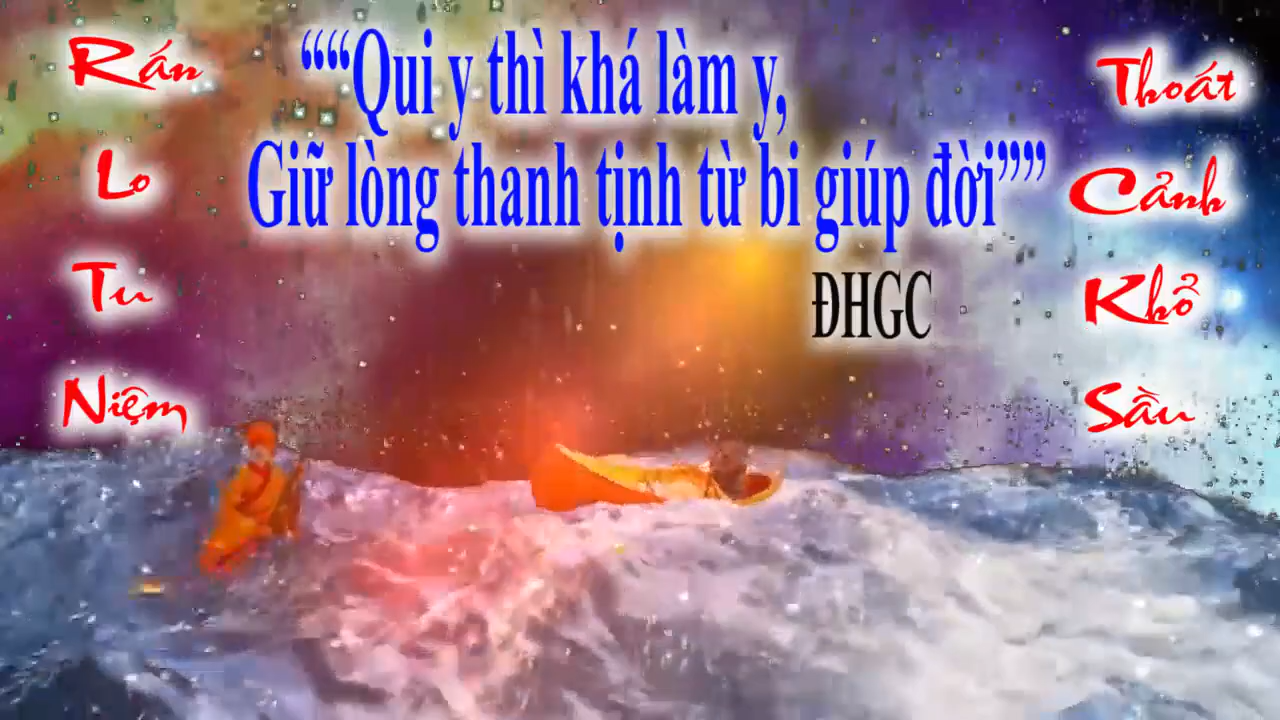 ““Qui y thì khá làm y,
Giữ lòng thanh tịnh từ bi giúp đời””
ĐHGC
Rán
Lo
Tu
Niệm
Thoát
Cảnh
Khổ
Sầu